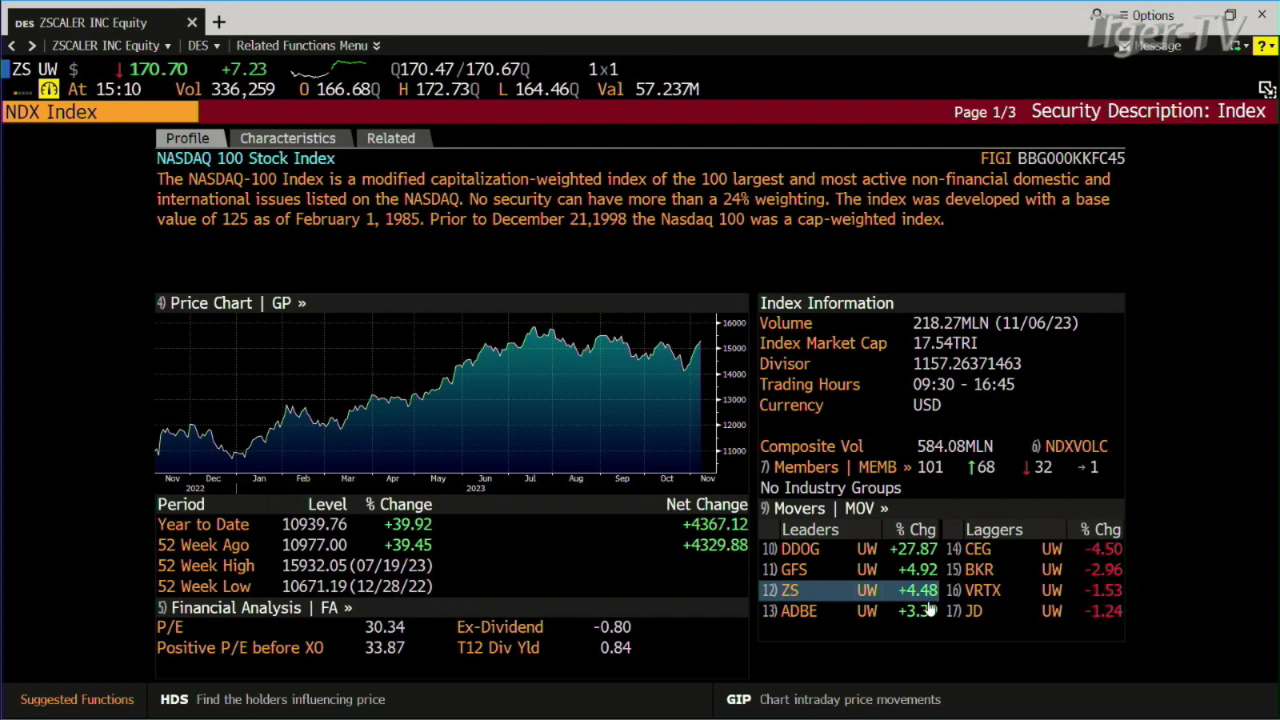 DES ZSCALER INC Equity
Options
ZSCALER INC Equity DES Related Functions Menu Message
Tiger-TV
ZS UW $ ↓170.70 +7.23 Q170.47/170.67Q 1x1
At 15:10 Vol 336,259 O 166.68Q H 172.73Q L 164.46Q Val 57.237M
NDX Index Page 1/3 Security Description: Index
Profile Characteristics Related
NASDAQ 100 Stock Index FIGI BBG000KKFC45
The NASDAQ-100 Index is a modified capitalization-weighted index of the 100 largest and most active non-financial domestic and
international issues listed on the NASDAQ. No security can have more than a 24% weighting. The index was developed with a base
value of 125 as of February 1, 1985. Prior to December 21,1998 the Nasdaq 100 was a cap-weighted index.
4) Price Chart | GP »
16000
15000
14000
13000
12000
11000
Nov Dec Jan Feb Mar Apr May Jun Jul Aug Sep Oct Nov
2022 2023
Period Level % Change Net Change
Year to Date 10939.76 +39.92 +4367.12
52 Week Ago 10977.00 +39.45 +4329.88
52 Week High 15932.05 (07/19/23)
52 Week Low 10671.19 (12/28/22)
5) Financial Analysis | FA »
P/E 30.34 Ex-Dividend -0.80
Positive P/E before XO 33.87 T12 Div Yld 0.84
Index Information
Volume 218.27MLN (11/06/23)
Index Market Cap 17.54TRI
Divisor 1157.26371463
Trading Hours 09:30 - 16:45
Currency USD
Composite Vol 584.08MLN 6) NDXVOLC
7) Members | MEMB » 101 ↑68 ↓32 →1
No Industry Groups
9) Movers | MOV »
Leaders % Chg Laggers % Chg
10) DDOG UW +27.87 14) CEG UW -4.50
11) GFS UW +4.92 15) BKR UW -2.96
12) ZS UW +4.48 16) VRTX UW -1.53
13) ADBE UW 17) JD UW -1.24
Suggested Functions HDS Find the holders influencing price GIP Chart intraday price movements